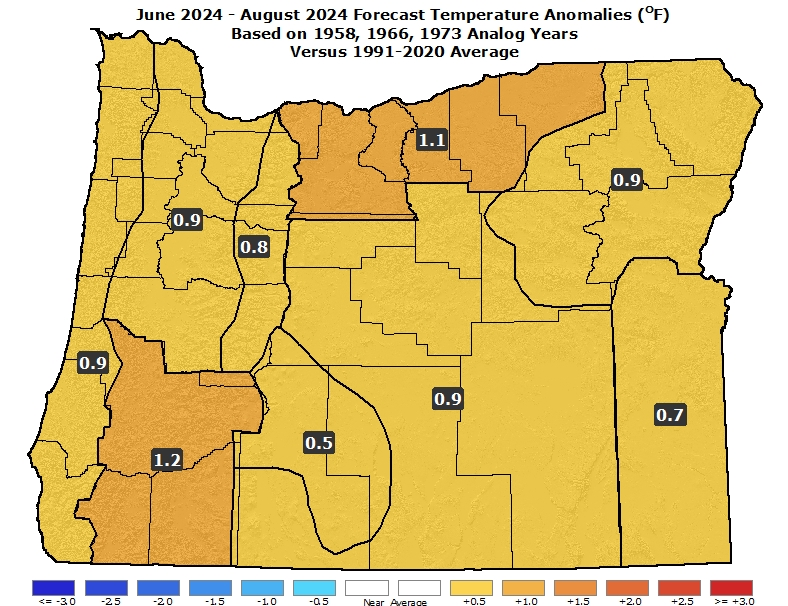 June 2024 - August 2024 Forecast Temperature Anomalies (°F)
Based on 1958, 1966, 1973 Analog Years
Versus 1991-2020 Average
1.1
0.9
0.9
0.8
0.9
0.9
0.7
0.5
1.2
<= -3.0 -2.5 -2.0 -1.5 -1.0 -0.5 Near Average +0.5 +1.0 +1.5 +2.0 +2.5 >= +3.0